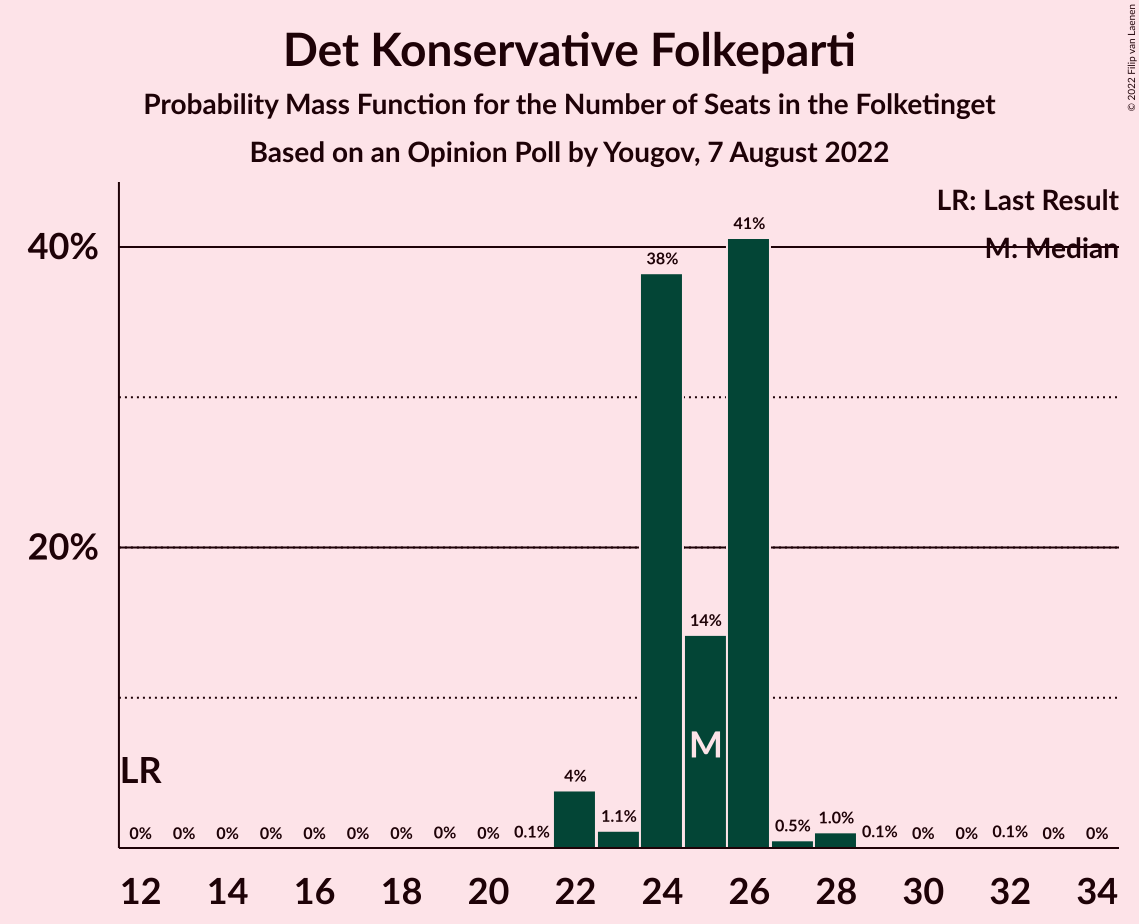 Det Konservative Folkeparti
Probability Mass Function for the Number of Seats in the Folketinget
Based on an Opinion Poll by Yougov, 7 August 2022
© 2022 Filip van Laenen
LR: Last Result
M: Median
40%
20%
41%
38%
14%
M
LR
4%
0% 0% 0% 0% 0% 0% 0% 0% 0% 0.1% 1.1% 0.5% 1.0% 0.1% 0% 0% 0.1% 0% 0%
12 14 16 18 20 22 24 26 28 30 32 34